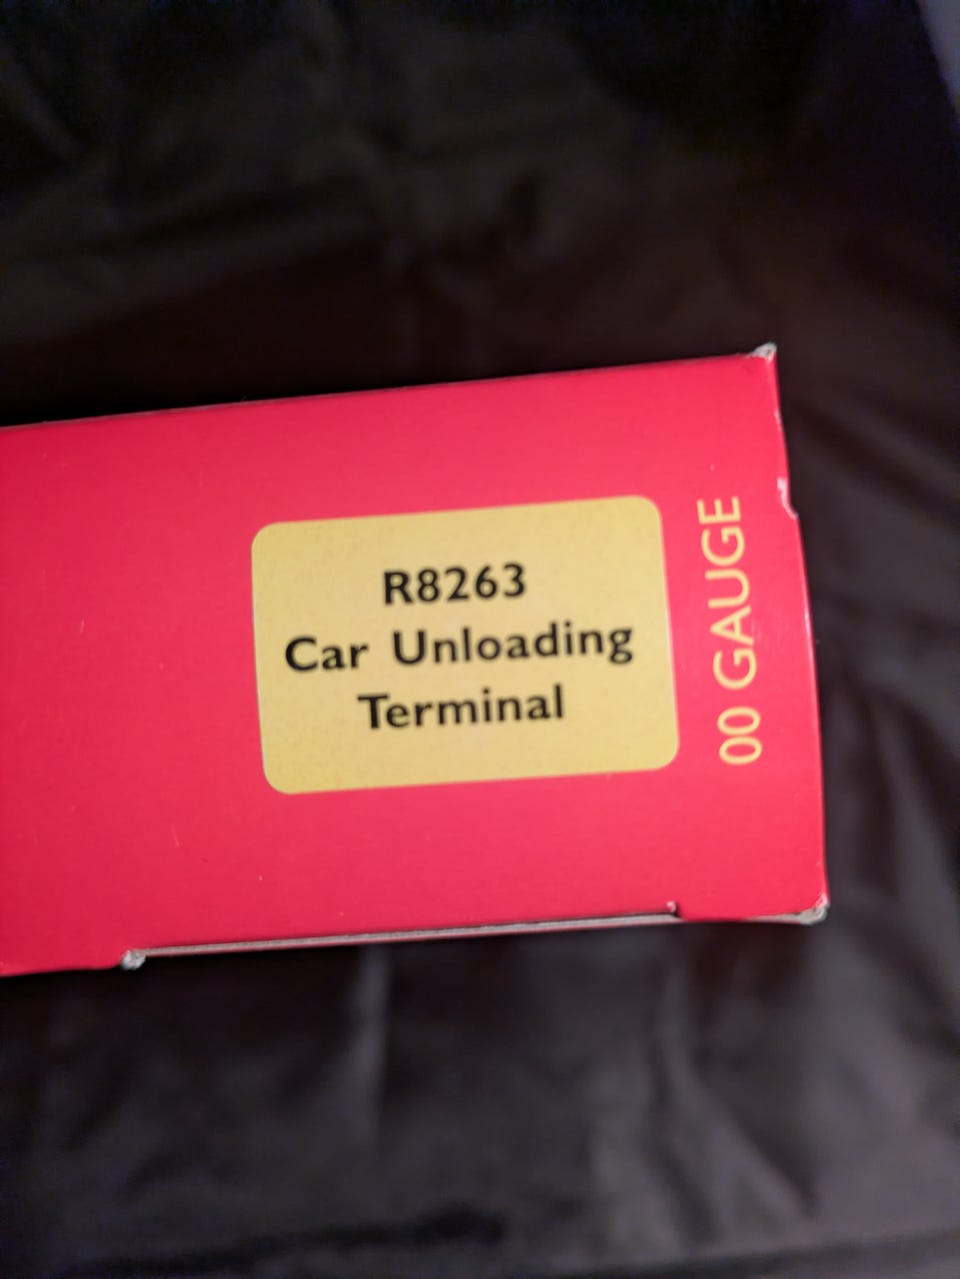 R8263
Car Unloading
Terminal
00 GAUGE